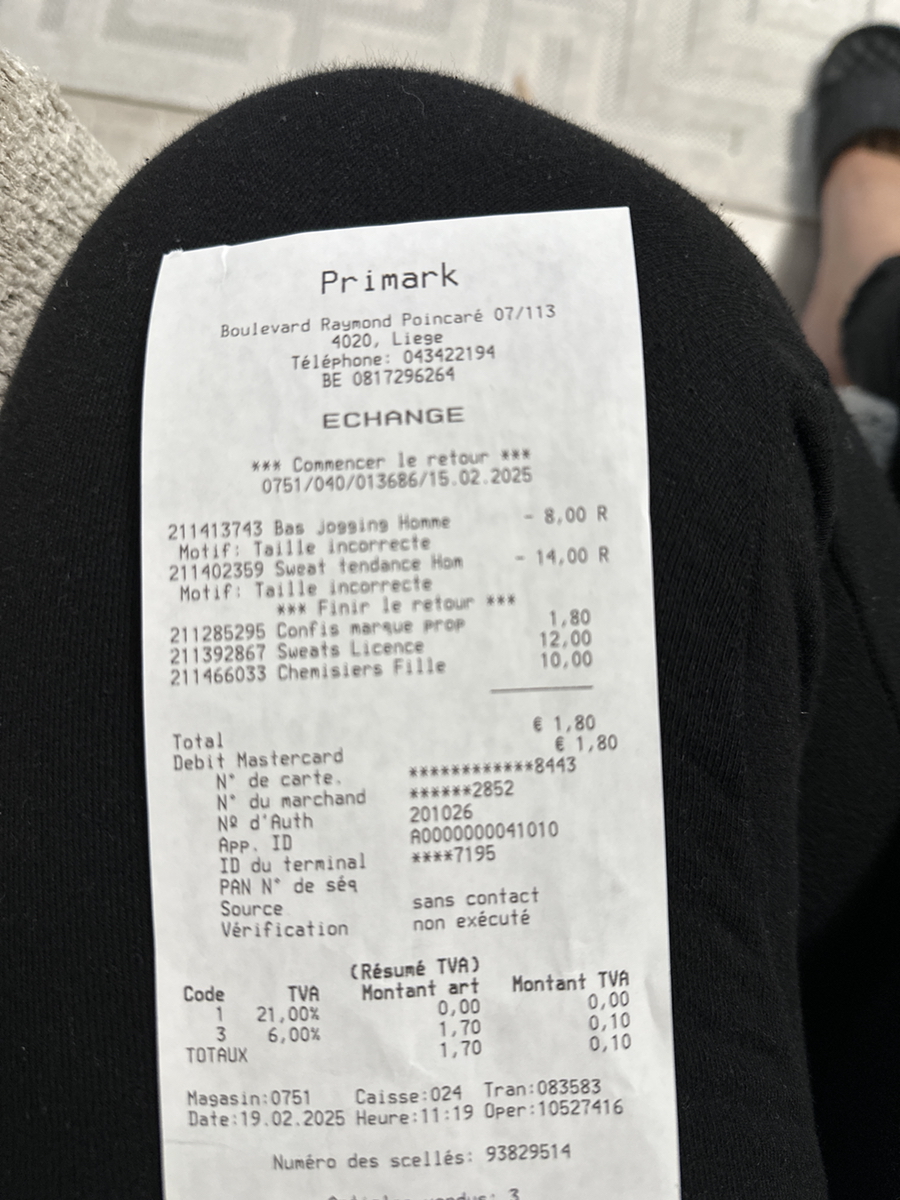 Primark
Boulevard Raymond Poincaré 07/113
4020, Liege
Téléphone: 043422194
BE 0817296264
ECHANGE
*** Commencer le retour ***
0751/040/013686/15.02.2025
211413743 Bas jogging Homme - 8,00 R
Motif: Taille incorrecte
211402359 Sweat tendance Hom - 14,00 R
Motif: Taille incorrecte
*** Finir le retour ***
211285295 Confis marque prop 1,80
211392867 Sweats Licence 12,00
211466033 Chemisiers Fille 10,00
Total € 1,80
Debit Mastercard € 1,80
N° de carte. ************8443
N° du marchand ******2852
Nº d'Auth 201026
App. ID A0000000041010
ID du terminal ****7195
PAN N° de séq
Source sans contact
Vérification non exécuté
(Résumé TVA)
Code TVA Montant art Montant TVA
1 21,00% 0,00 0,00
3 6,00% 1,70 0,10
TOTAUX 1,70 0,10
Magasin:0751 Caisse:024 Tran:083583
Date:19.02.2025 Heure:11:19 Oper:10527416
Numéro des scellés: 93829514